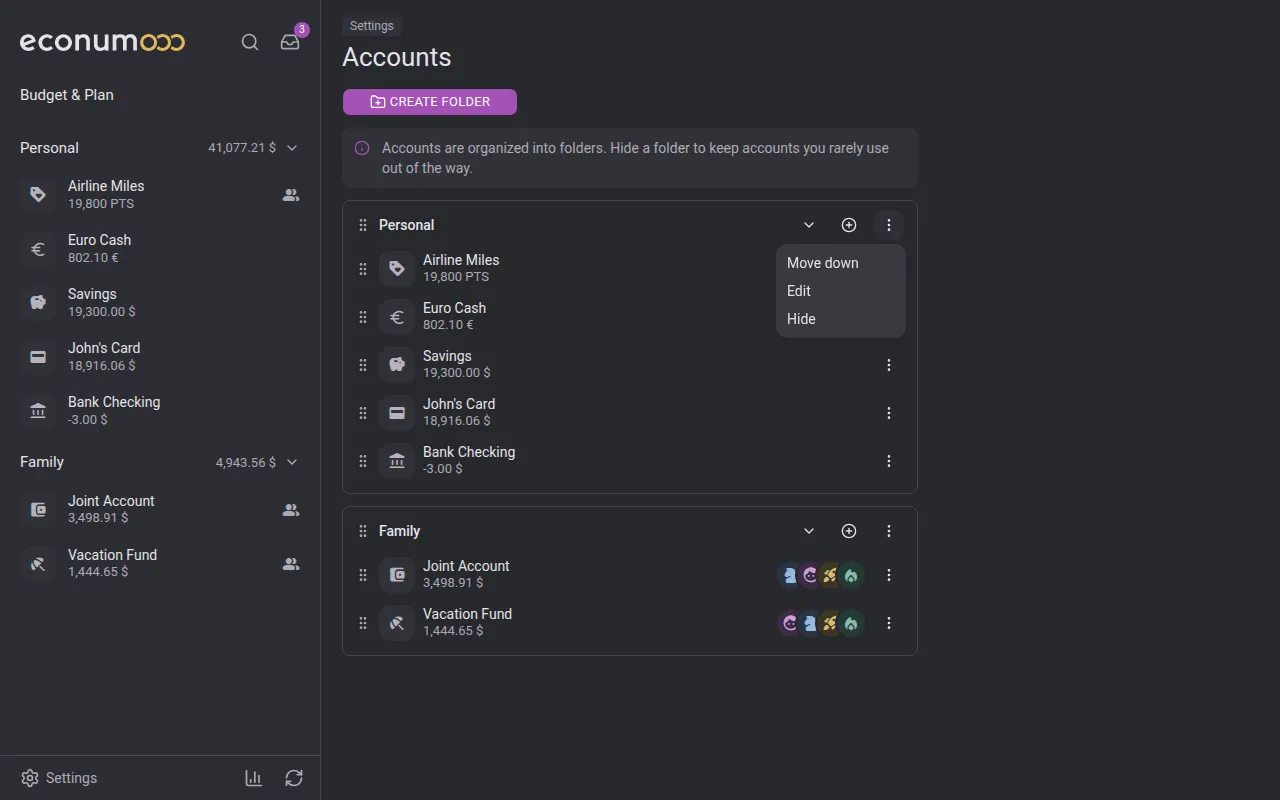 econumooo
3
Budget & Plan
Personal 41,077.21 $
Airline Miles
19,800 PTS
Euro Cash
802.10 €
Savings
19,300.00 $
John's Card
18,916.06 $
Bank Checking
-3.00 $
Family 4,943.56 $
Joint Account
3,498.91 $
Vacation Fund
1,444.65 $
Settings
Settings
Accounts
CREATE FOLDER
Accounts are organized into folders. Hide a folder to keep accounts you rarely use
out of the way.
Personal
Move down
Edit
Hide
Airline Miles
19,800 PTS
Euro Cash
802.10 €
Savings
19,300.00 $
John's Card
18,916.06 $
Bank Checking
-3.00 $
Family
Joint Account
3,498.91 $
Vacation Fund
1,444.65 $